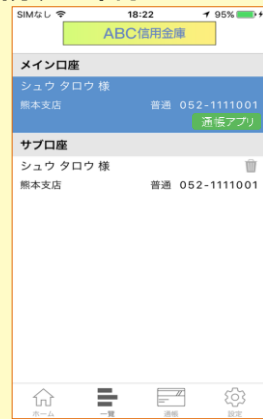 SIMなし 18:22 95%
ABC信用金庫
メイン口座
シュウ タロウ 様
熊本支店 普通 052-1111001
通帳アプリ
サブ口座
シュウ タロウ 様
熊本支店 普通 052-1111001
ホーム 一覧 通帳 設定